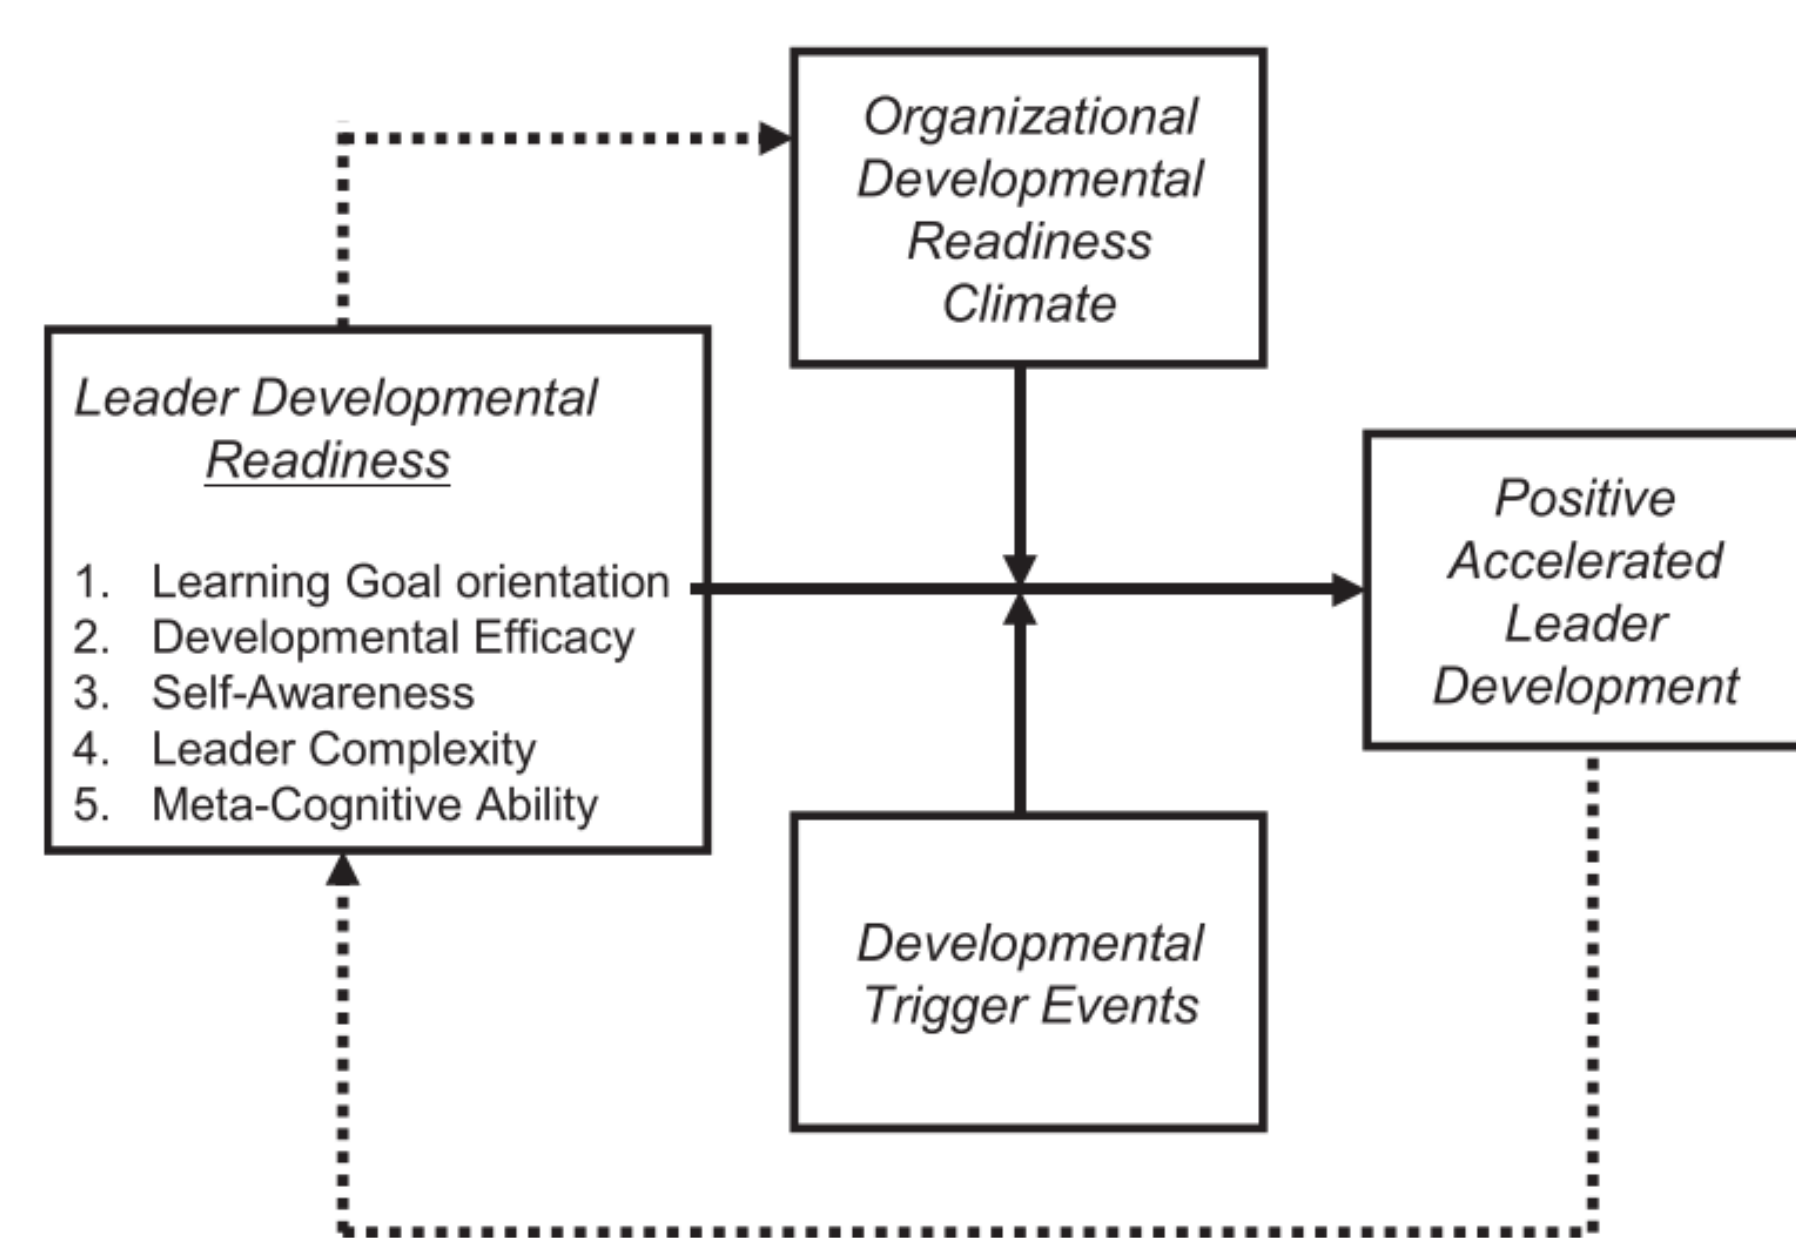 Organizational
Developmental
Readiness
Climate
Leader Developmental
Readiness
1. Learning Goal orientation
2. Developmental Efficacy
3. Self-Awareness
4. Leader Complexity
5. Meta-Cognitive Ability
Positive
Accelerated
Leader
Development
Developmental
Trigger Events